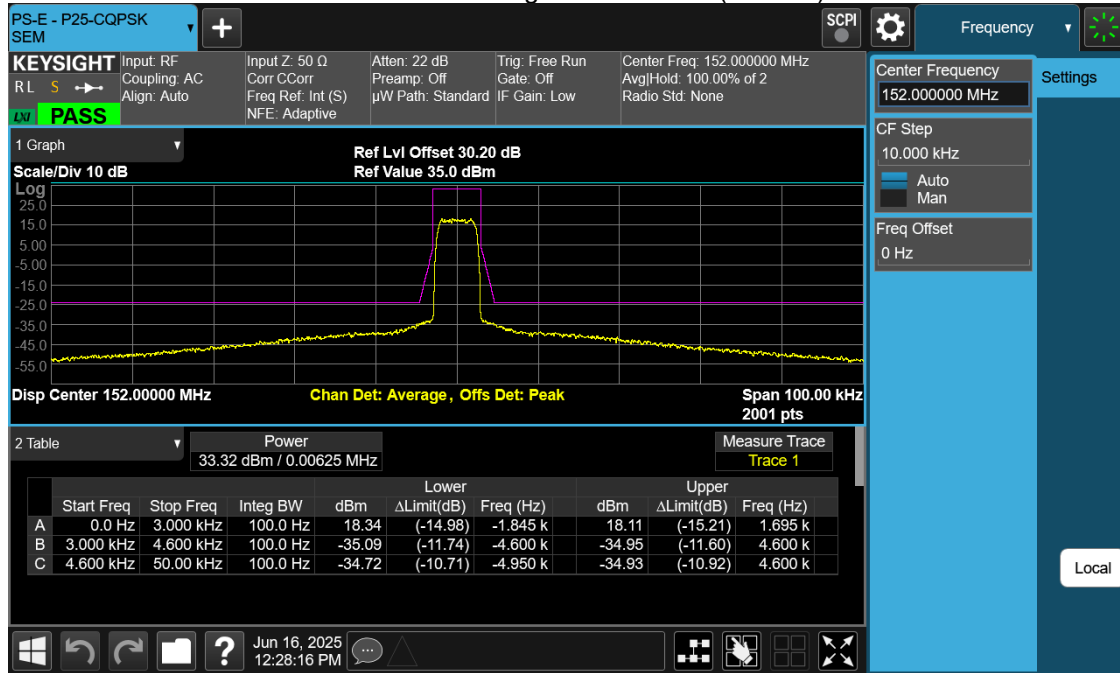 PS-E - P25-CQPSK
SEM
SCPI
Frequency
KEYSIGHT
R L S
LXI PASS
Input: RF
Coupling: AC
Align: Auto
Input Z: 50 Ω
Corr CCorr
Freq Ref: Int (S)
NFE: Adaptive
Atten: 22 dB
Preamp: Off
µW Path: Standard
Trig: Free Run
Gate: Off
IF Gain: Low
Center Freq: 152.000000 MHz
Avg|Hold: 100.00% of 2
Radio Std: None
Center Frequency
152.000000 MHz
Settings
CF Step
10.000 kHz
Auto
Man
Freq Offset
0 Hz
1 Graph
Scale/Div 10 dB
Ref Lvl Offset 30.20 dB
Ref Value 35.0 dBm
Log
25.0
15.0
5.00
-5.00
-15.0
-25.0
-35.0
-45.0
-55.0
Disp Center 152.00000 MHz Chan Det: Average , Offs Det: Peak Span 100.00 kHz
2001 pts
2 Table
Power
33.32 dBm / 0.00625 MHz
Measure Trace
Trace 1
Lower Upper
Start Freq Stop Freq Integ BW dBm ΔLimit(dB) Freq (Hz) dBm ΔLimit(dB) Freq (Hz)
A 0.0 Hz 3.000 kHz 100.0 Hz 18.34 (-14.98) -1.845 k 18.11 (-15.21) 1.695 k
B 3.000 kHz 4.600 kHz 100.0 Hz -35.09 (-11.74) -4.600 k -34.95 (-11.60) 4.600 k
C 4.600 kHz 50.00 kHz 100.0 Hz -34.72 (-10.71) -4.950 k -34.93 (-10.92) 4.600 k
Local
Jun 16, 2025
12:28:16 PM